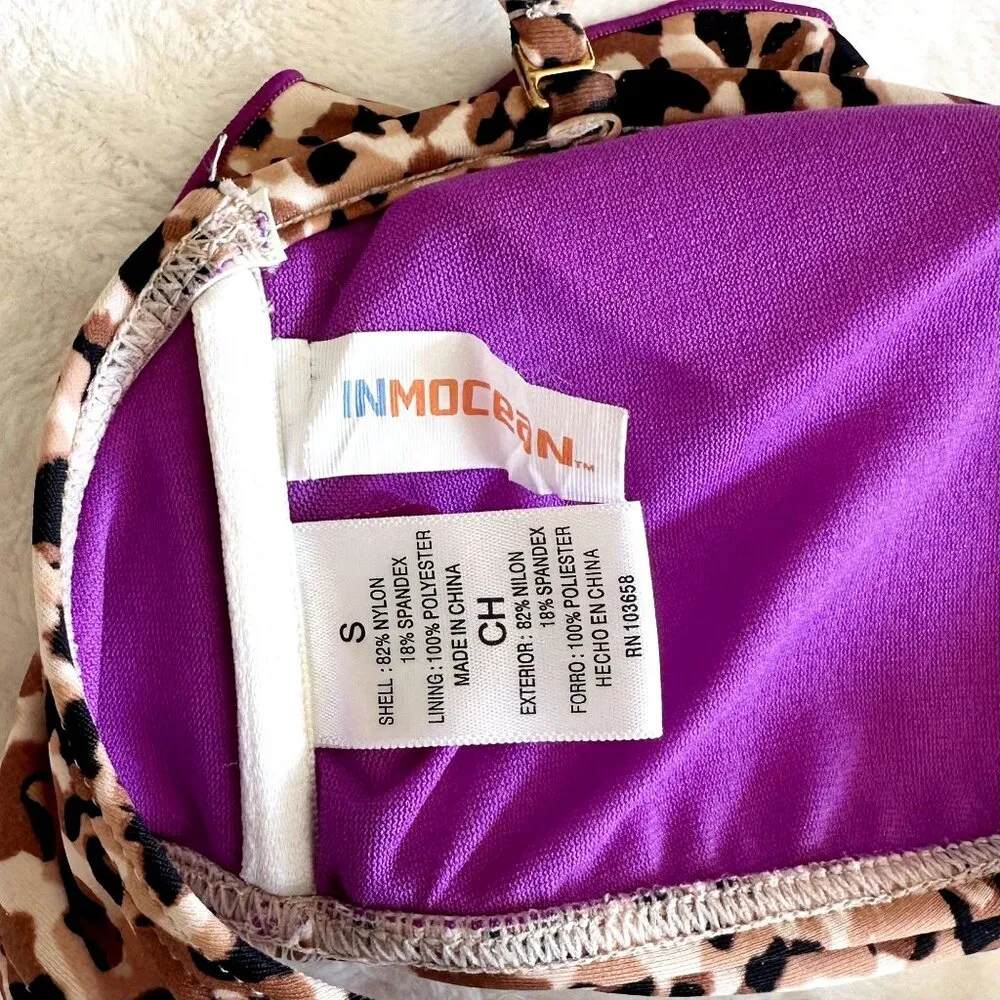 INMOCEAN™
S
SHELL : 82% NYLON
18% SPANDEX
LINING : 100% POLYESTER
MADE IN CHINA
CH
EXTERIOR : 82% NILON
18% SPANDEX
FORRO : 100% POLIESTER
HECHO EN CHINA
RN 103658